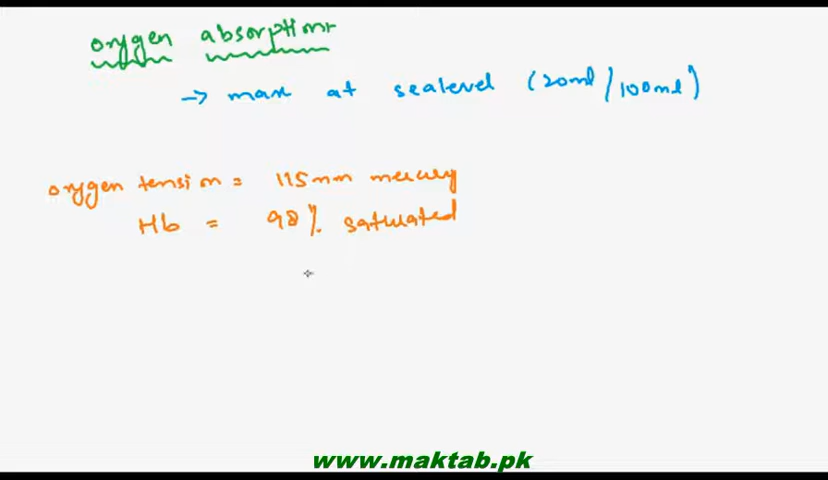 oxygen absorption
→ max at sealevel (20ml/100ml)
oxygen tension = 115mm mercury
Hb = 98% saturated
www.maktab.pk